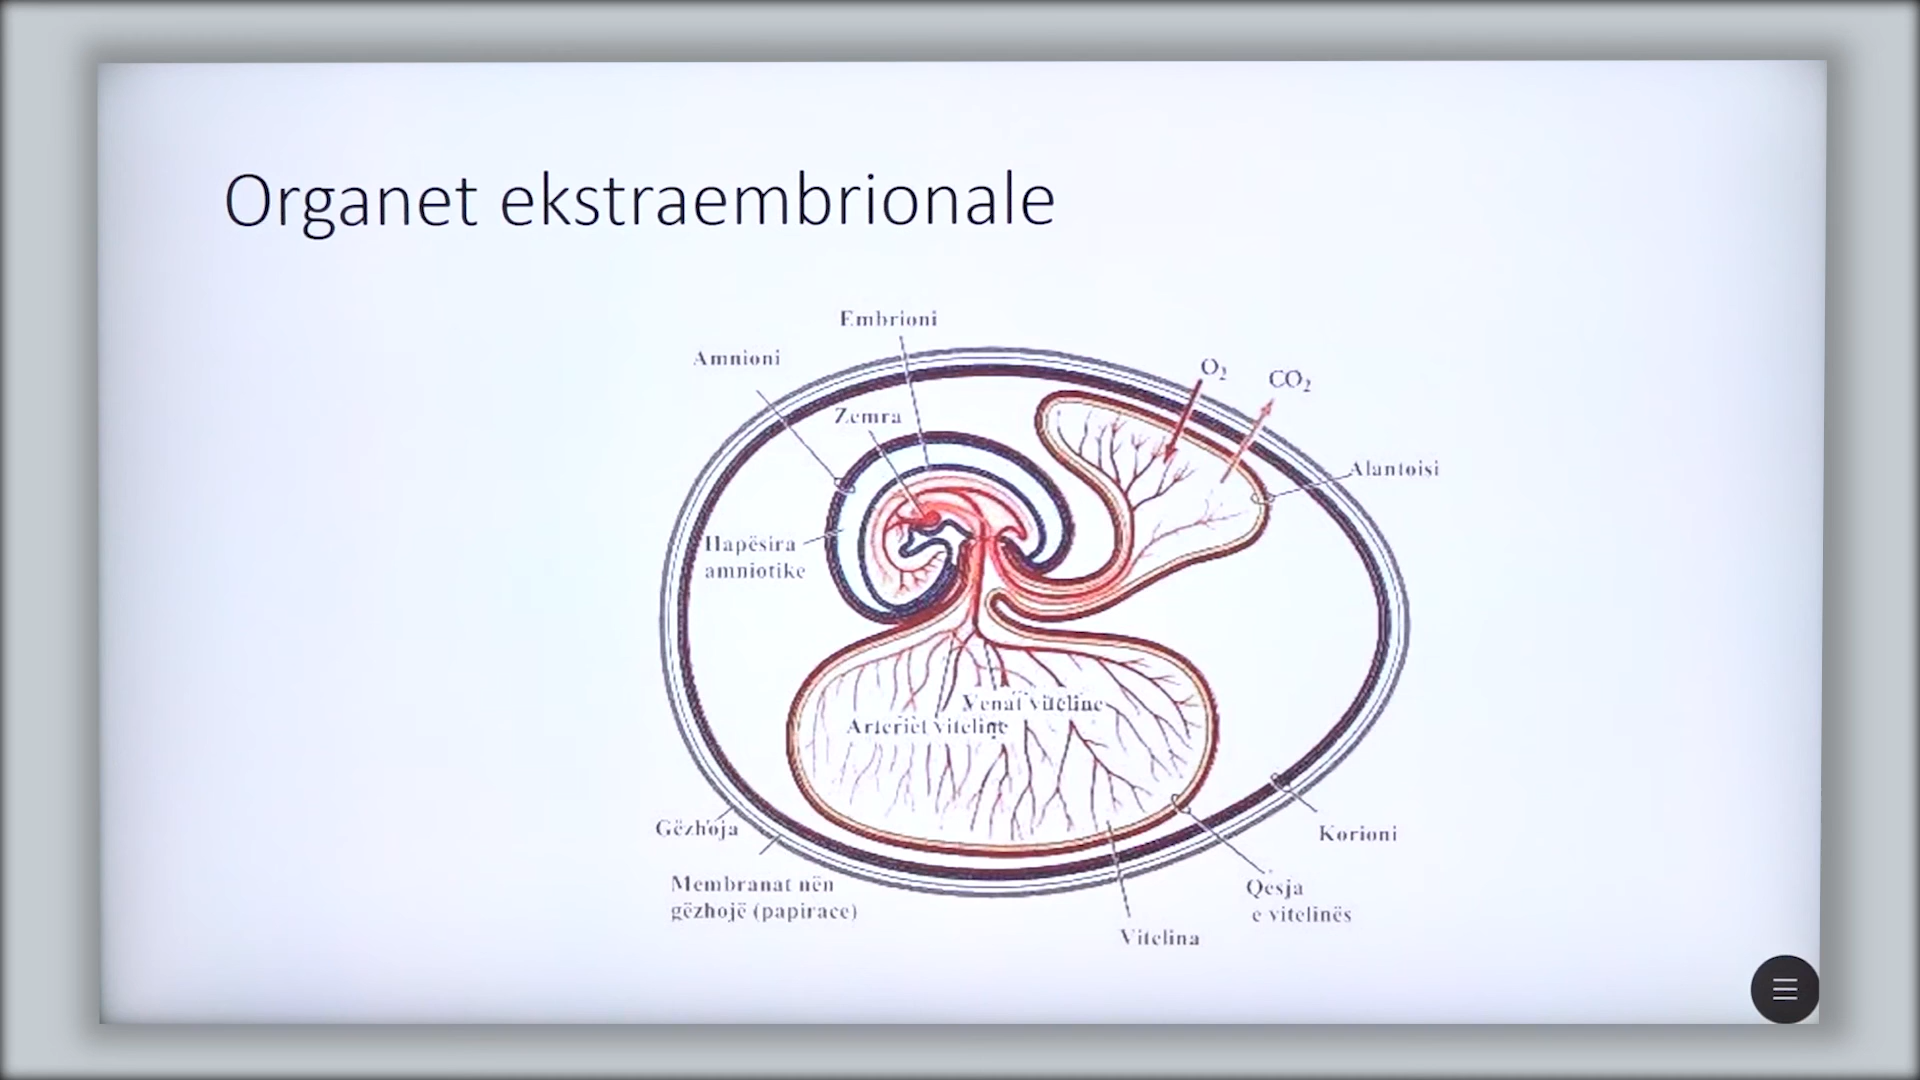 Organet ekstraembrionale
Embrioni
Amnioni
O₂
CO₂
Zemra
Alantoisi
Hapësira
amniotike
Venat viteline
Arteriet viteline
Gëzhoja
Korioni
Membranat nën
gëzhojë (papirace)
Qesja
e vitelinës
Vitelina